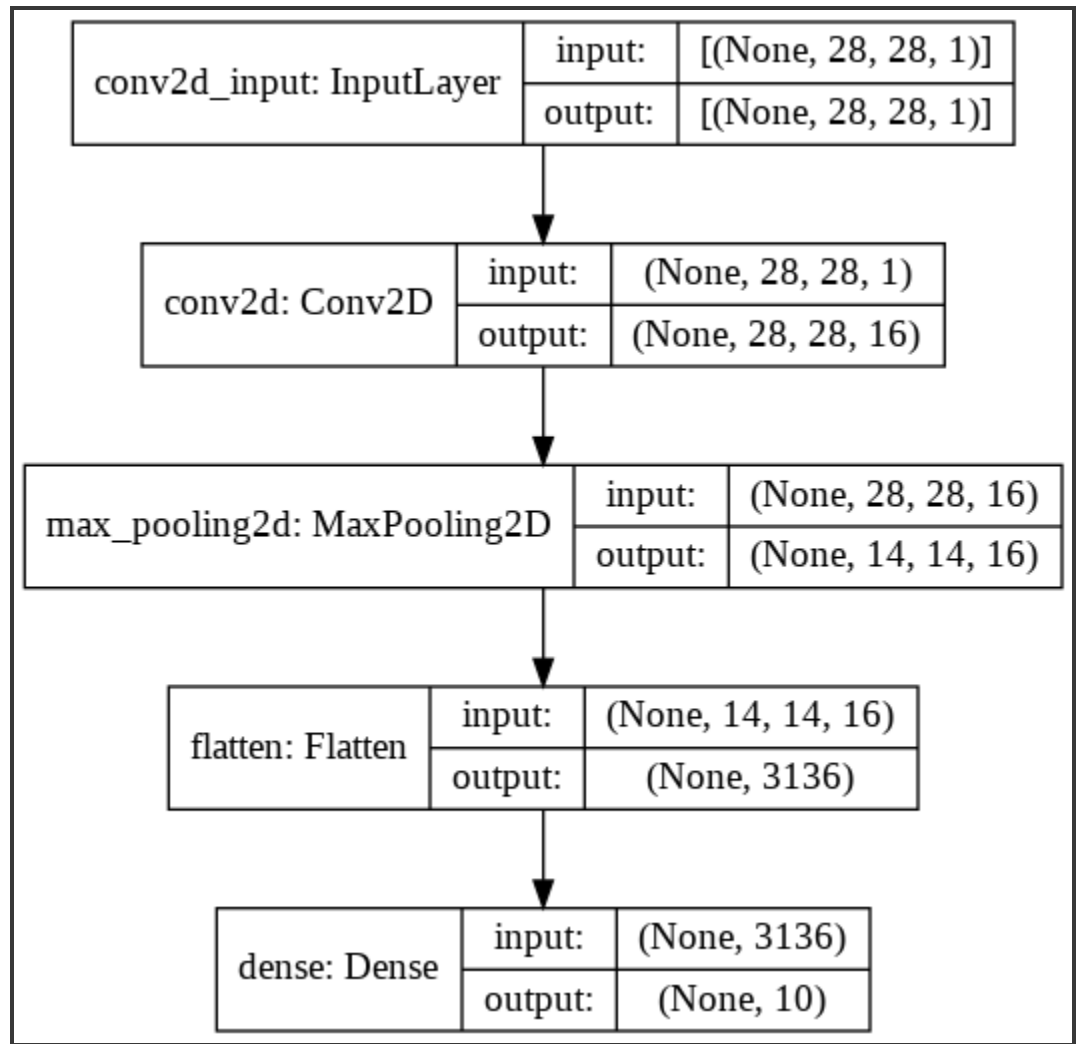 conv2d_input: InputLayer
input:
[(None, 28, 28, 1)]
output:
[(None, 28, 28, 1)]
conv2d: Conv2D
input:
(None, 28, 28, 1)
output:
(None, 28, 28, 16)
max_pooling2d: MaxPooling2D
input:
(None, 28, 28, 16)
output:
(None, 14, 14, 16)
flatten: Flatten
input:
(None, 14, 14, 16)
output:
(None, 3136)
dense: Dense
input:
(None, 3136)
output:
(None, 10)